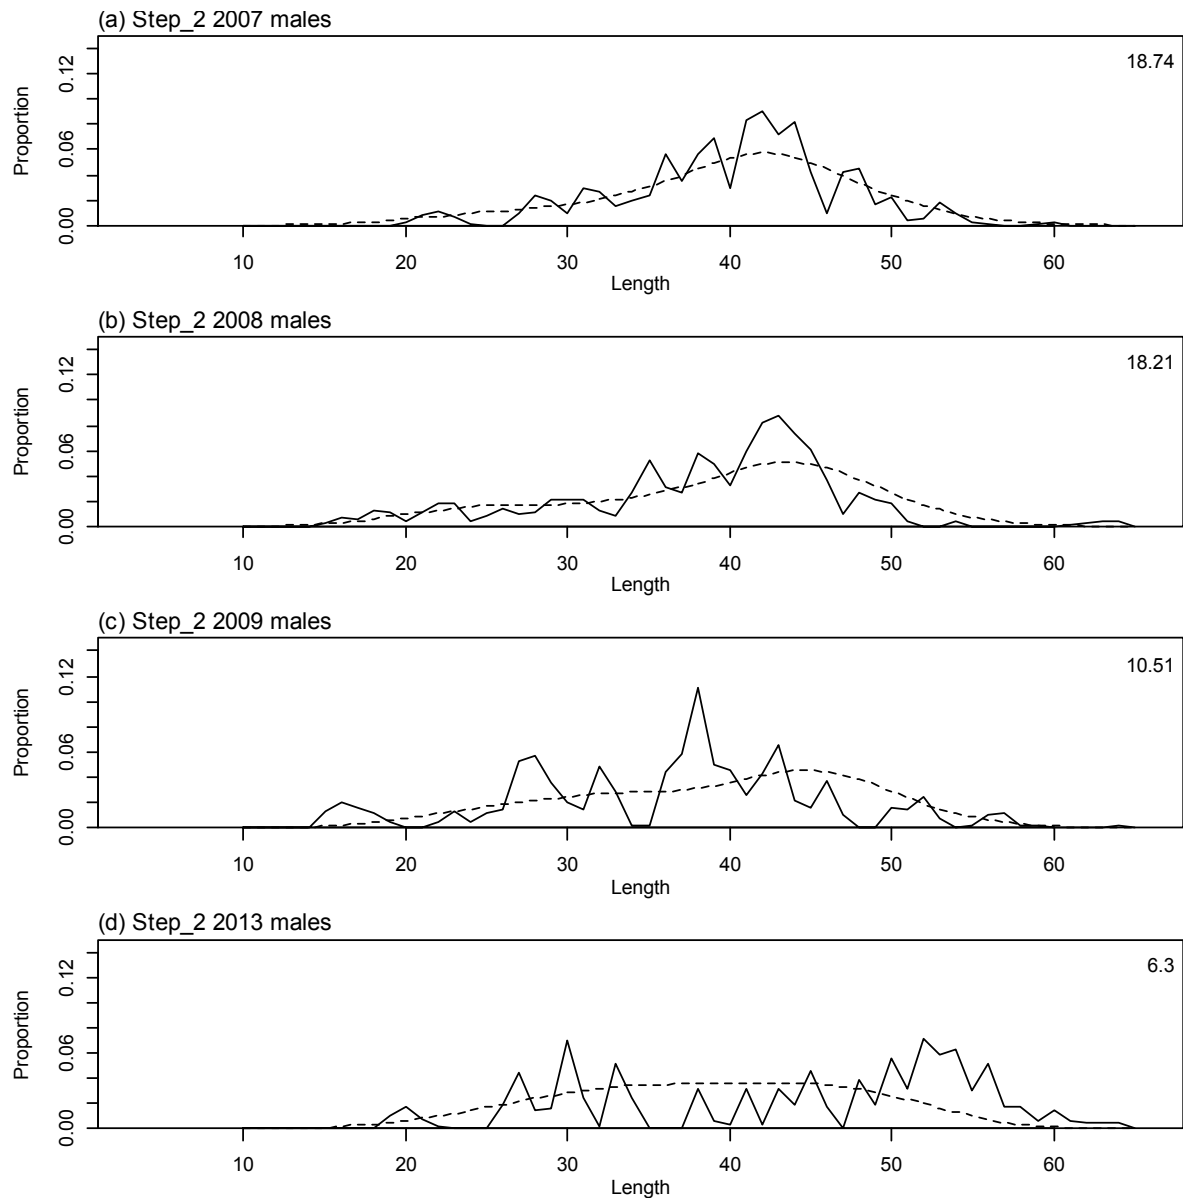 (a) Step_2 2007 males
18.74
Proportion
0.12
0.06
0.00
10 20 30 40 50 60
Length
(b) Step_2 2008 males
18.21
Proportion
0.12
0.06
0.00
10 20 30 40 50 60
Length
(c) Step_2 2009 males
10.51
Proportion
0.12
0.06
0.00
10 20 30 40 50 60
Length
(d) Step_2 2013 males
6.3
Proportion
0.12
0.06
0.00
10 20 30 40 50 60
Length